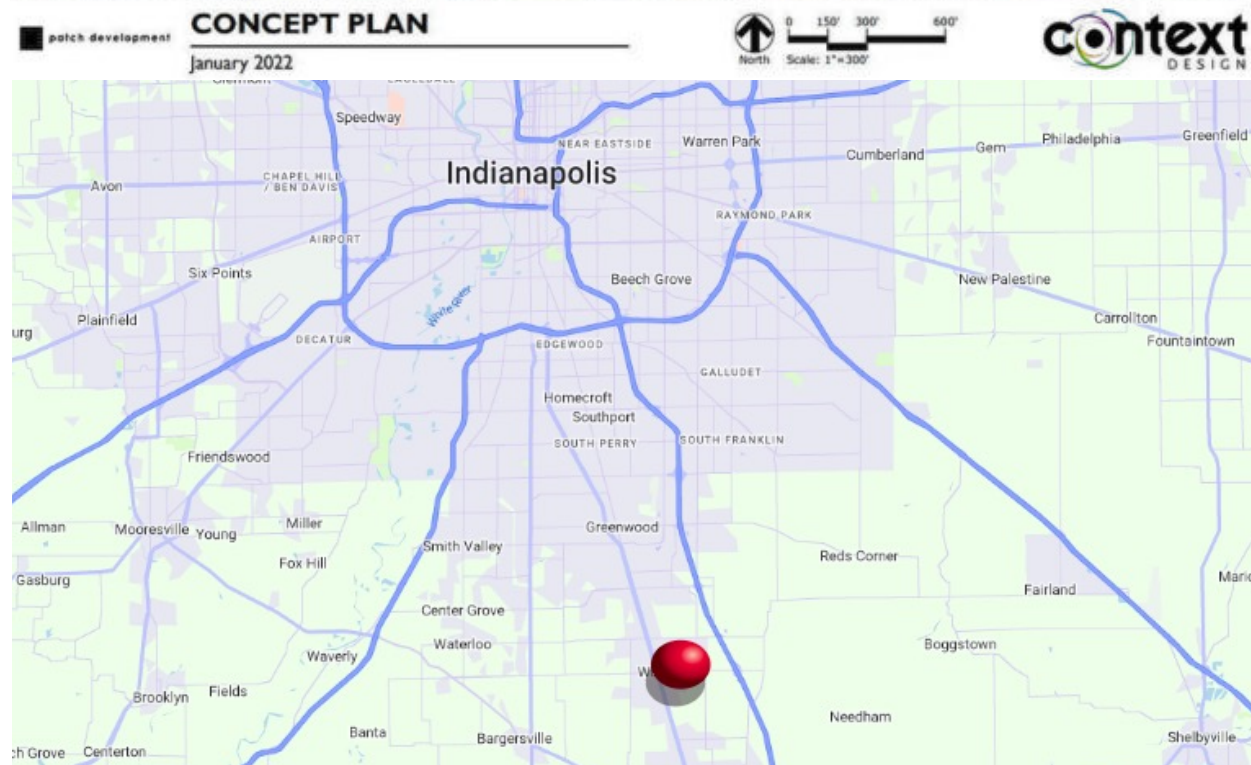 patch development
CONCEPT PLAN
January 2022
North
0 150' 300' 600'
Scale: 1"=300'
context
DESIGN
Speedway
NEAR EASTSIDE
Warren Park
Cumberland
Gem
Philadelphia
Greenfield
Indianapolis
Avon
CHAPEL HILL
/ BEN DAVIS
RAYMOND PARK
AIRPORT
Six Points
Beech Grove
New Palestine
White River
Plainfield
Carrollton
urg
DECATUR
EDGEWOOD
Fountaintown
GALLUDET
Homecroft
Southport
SOUTH PERRY
SOUTH FRANKLIN
Friendswood
Allman
Mooresville
Young
Miller
Greenwood
Smith Valley
Reds Corner
Fox Hill
Gasburg
Fairland
Mari
Center Grove
Waterloo
Boggstown
Waverly
W
Brooklyn
Fields
Needham
Banta
Bargersville
Shelbyville
ch Grove
Centerton